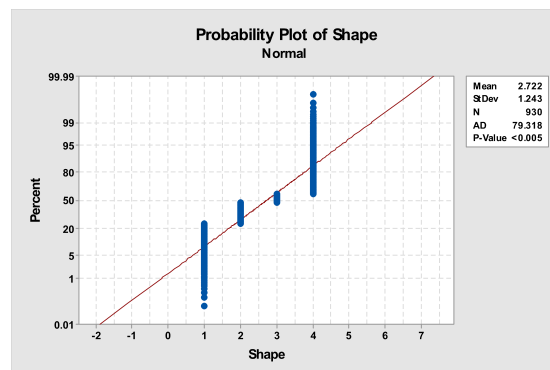 Probability Plot of Shape
Normal
99.99
99
95
80
50
20
5
1
0.01
Percent
-2 -1 0 1 2 3 4 5 6 7
Shape
Mean 2.722
StDev 1.243
N 930
AD 79.318
P-Value <0.005